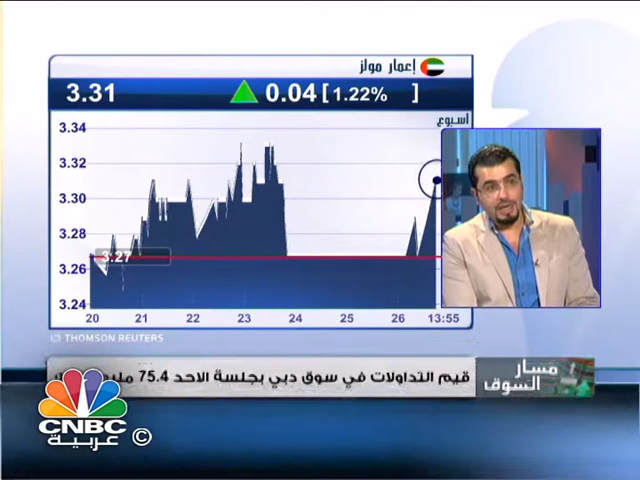 إعمار مولز
3.31 0.04 [1.22% ]
أسبوع
3.34
3.32
3.30
3.28
3.26
3.24
3.27
20 21 22 23 24 25 26 13:55
© THOMSON REUTERS
مسار السوق
قيم التداولات في سوق دبي بجلسة الاحد 75.4
CNBC
عربية ©